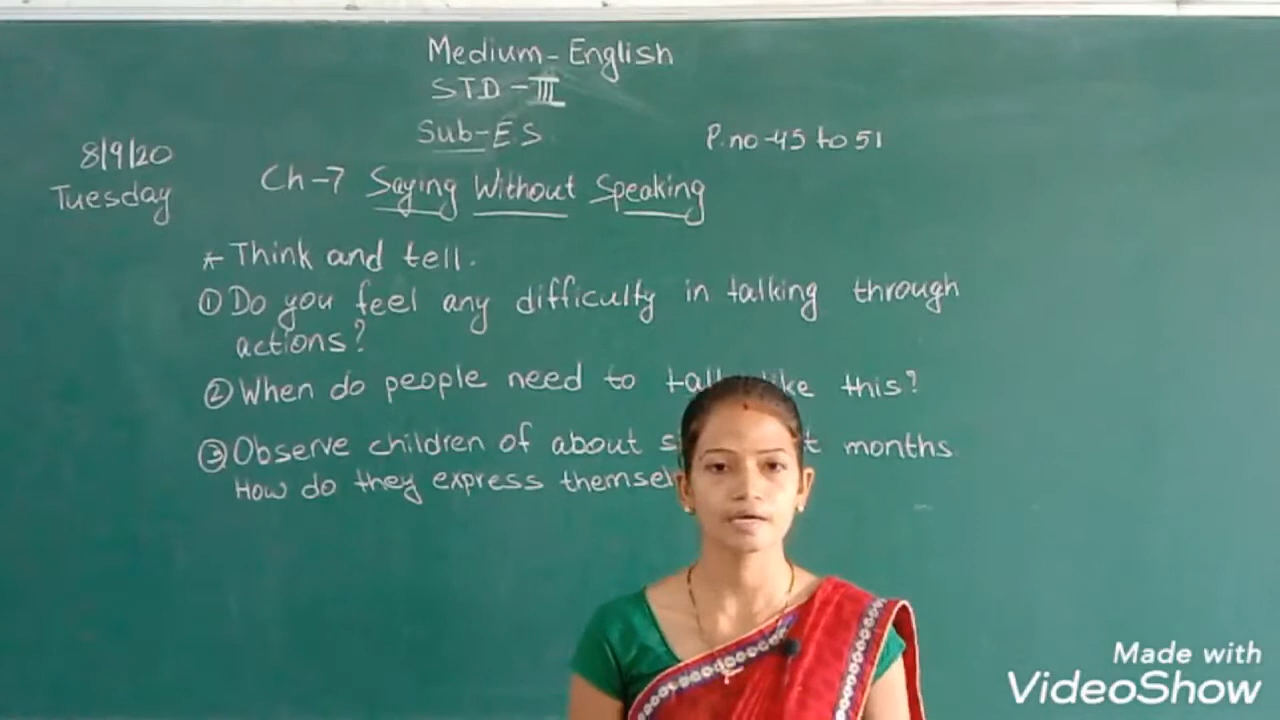 Medium - English
STD - III
Sub - E.S
P. no - 45 to 51
8/9/20
Tuesday
Ch - 7 Saying Without Speaking
* Think and tell.
① Do you feel any difficulty in talking through
actions?
② When do people need to like this?
③ Observe children of about months.
How do they express
Made with
VideoShow